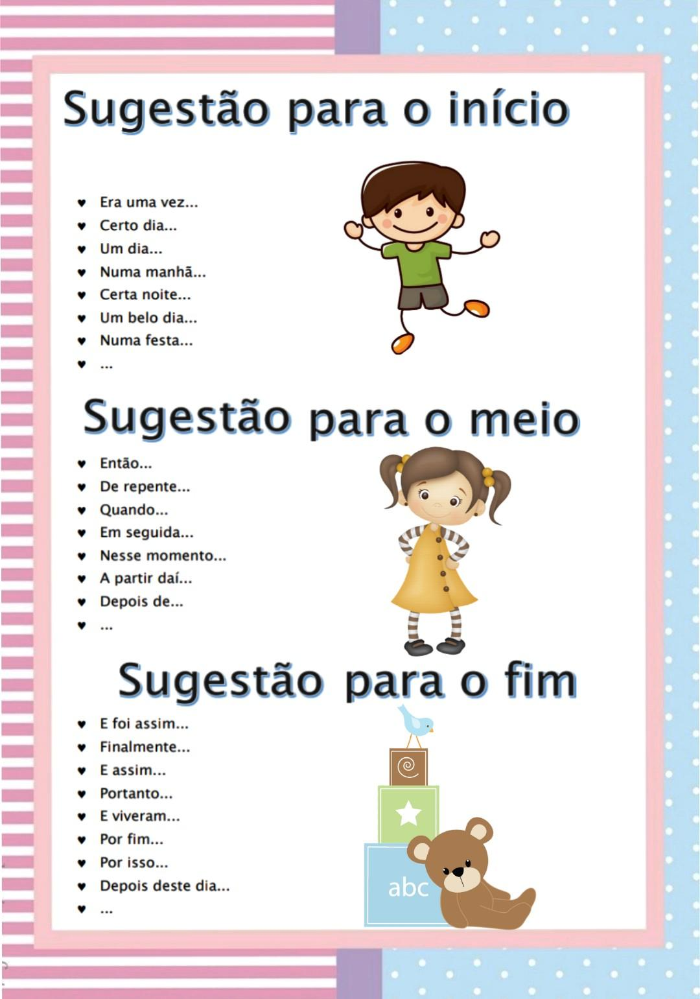 Sugestão para o início
♥ Era uma vez...
♥ Certo dia...
♥ Um dia...
♥ Numa manhã...
♥ Certa noite...
♥ Um belo dia...
♥ Numa festa...
♥ ...
Sugestão para o meio
♥ Então...
♥ De repente...
♥ Quando...
♥ Em seguida...
♥ Nesse momento...
♥ A partir daí...
♥ Depois de...
♥ ...
Sugestão para o fim
♥ E foi assim...
♥ Finalmente...
♥ E assim...
♥ Portanto...
♥ E viveram...
♥ Por fim...
♥ Por isso...
♥ Depois deste dia...
♥ ...
abc